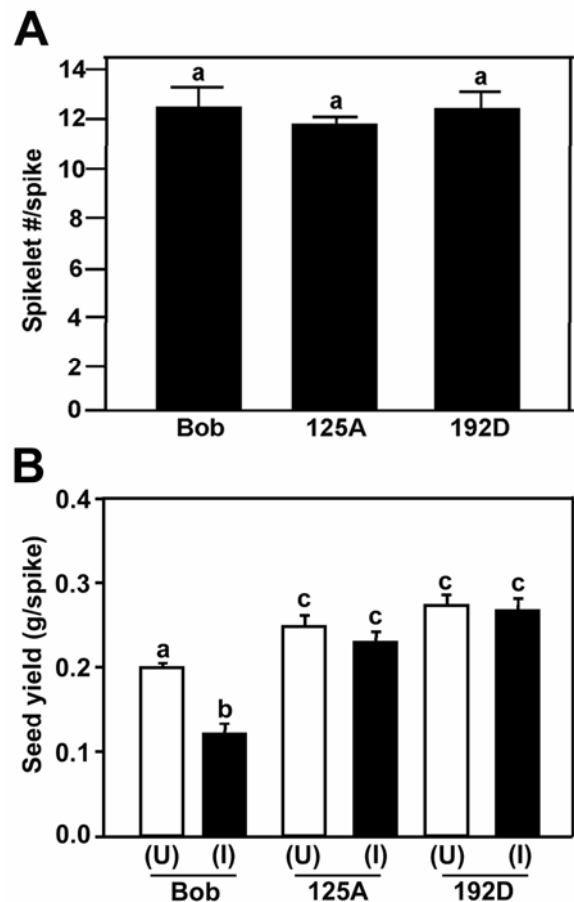 A
14
12
10
8
6
4
2
0
Spikelet #/spike
a a a
Bob 125A 192D
B
0.4
0.3
0.2
0.1
0.0
Seed yield (g/spike)
a b c c c c
(U) (I) (U) (I) (U) (I)
Bob 125A 192D